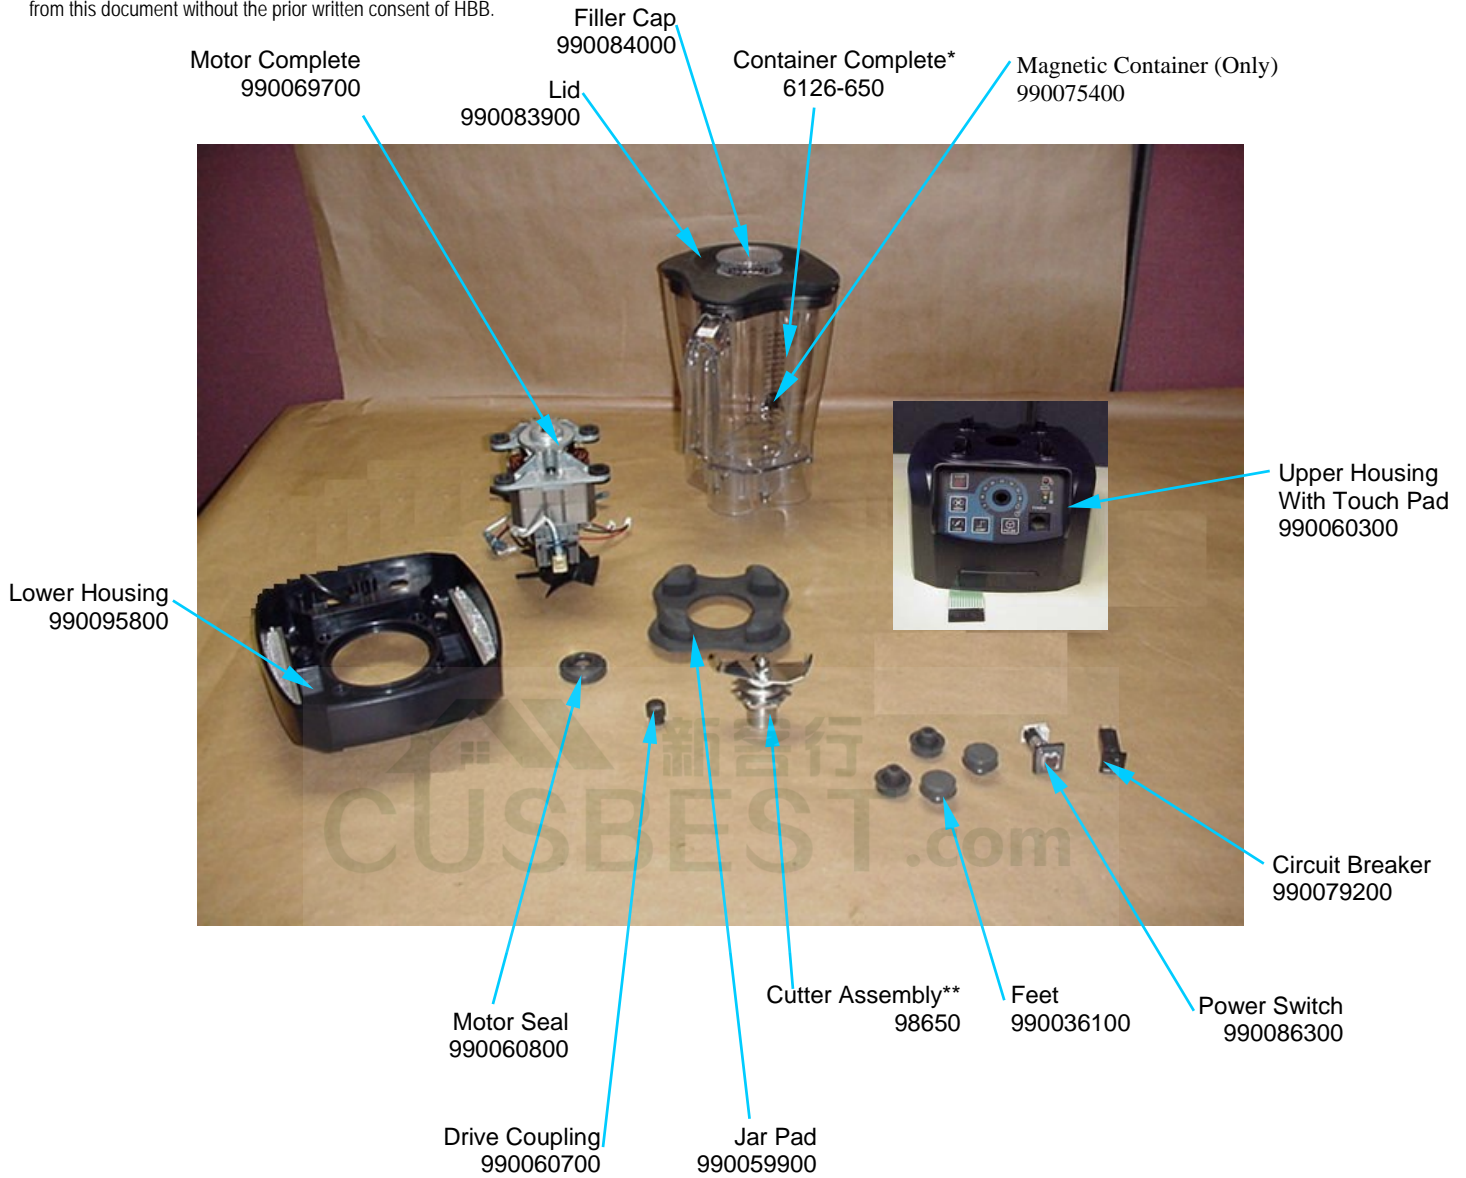 from this document without the prior written consent of HBB.
Filler Cap
990084000
Motor Complete
990069700
Lid
990083900
Container Complete*
6126-650
Magnetic Container (Only)
990075400
Upper Housing
With Touch Pad
990060300
Lower Housing
990095800
新善行
CUSBEST.com
Circuit Breaker
990079200
Cutter Assembly**
98650
Feet
990036100
Power Switch
990086300
Motor Seal
990060800
Drive Coupling
990060700
Jar Pad
990059900